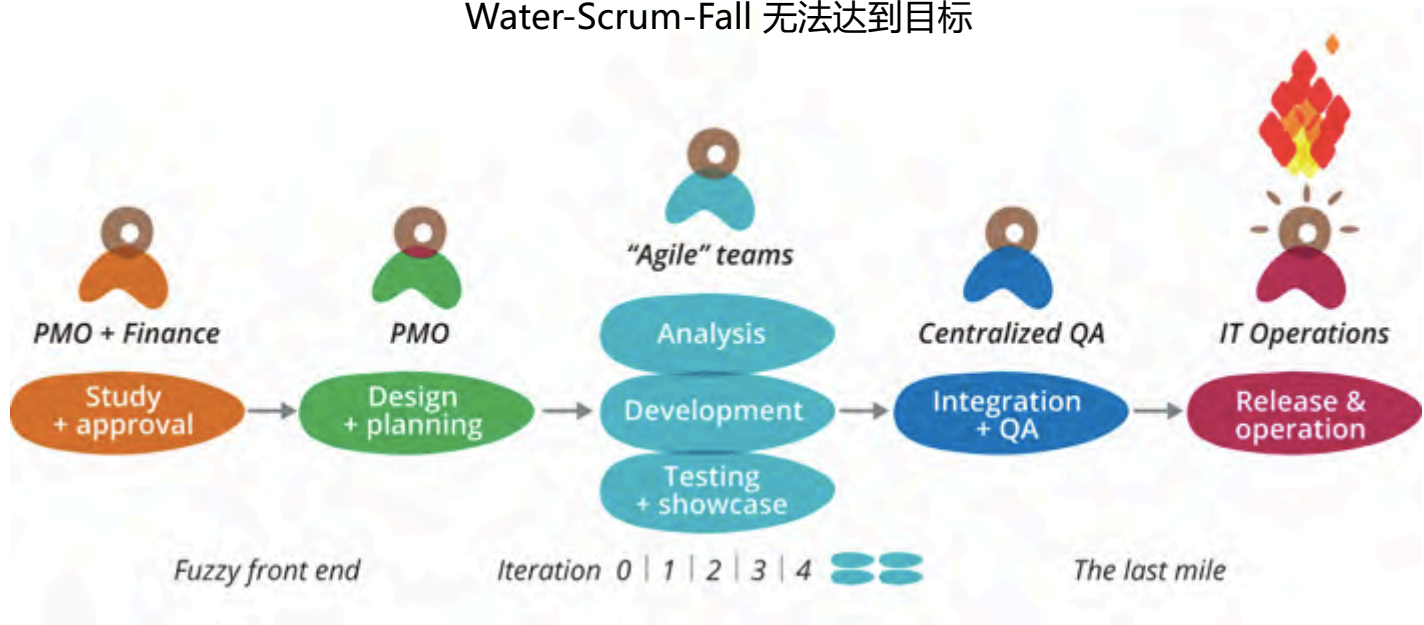 Water-Scrum-Fall 无法达到目标
"Agile" teams
PMO + Finance
PMO
Centralized QA
IT Operations
Study
+ approval
Design
+ planning
Analysis
Development
Testing
+ showcase
Integration
+ QA
Release &
operation
Fuzzy front end
Iteration 0 | 1 | 2 | 3 | 4
The last mile